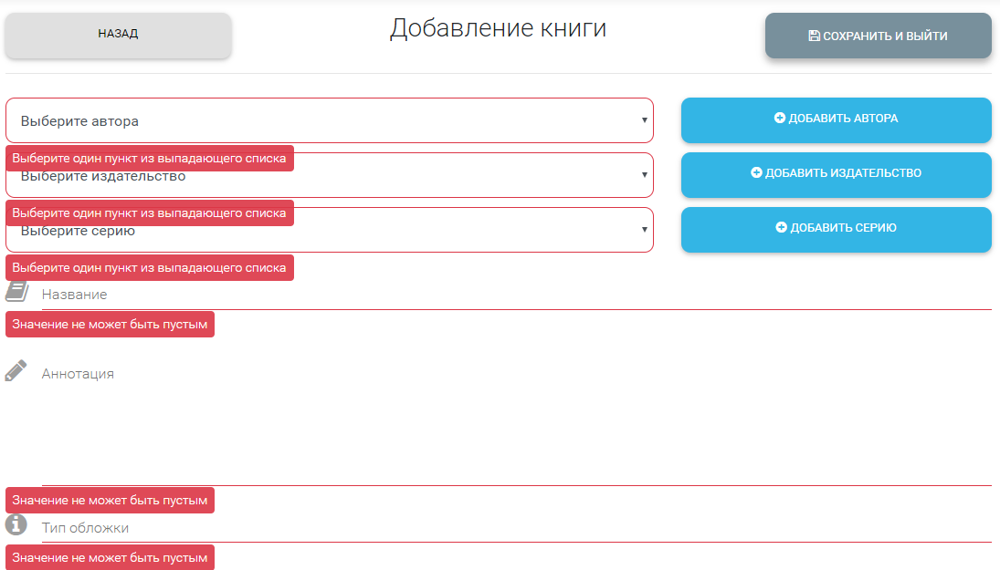 НАЗАД
Добавление книги
СОХРАНИТЬ И ВЫЙТИ
Выберите автора
ДОБАВИТЬ АВТОРА
Выберите один пункт из выпадающего списка
Выберите издательство
ДОБАВИТЬ ИЗДАТЕЛЬСТВО
Выберите один пункт из выпадающего списка
Выберите серию
ДОБАВИТЬ СЕРИЮ
Выберите один пункт из выпадающего списка
Название
Значение не может быть пустым
Аннотация
Значение не может быть пустым
Тип обложки
Значение не может быть пустым